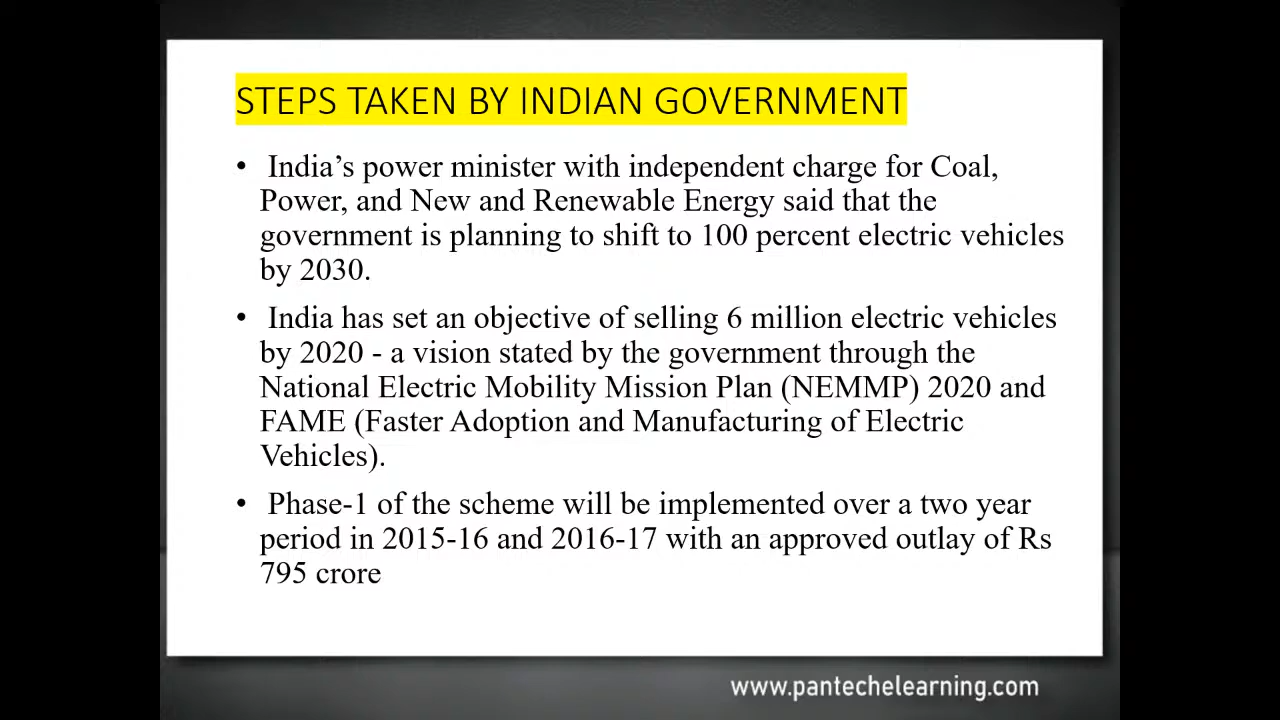 STEPS TAKEN BY INDIAN GOVERNMENT
• India’s power minister with independent charge for Coal,
Power, and New and Renewable Energy said that the
government is planning to shift to 100 percent electric vehicles
by 2030.
• India has set an objective of selling 6 million electric vehicles
by 2020 - a vision stated by the government through the
National Electric Mobility Mission Plan (NEMMP) 2020 and
FAME (Faster Adoption and Manufacturing of Electric
Vehicles).
• Phase-1 of the scheme will be implemented over a two year
period in 2015-16 and 2016-17 with an approved outlay of Rs
795 crore
www.pantechelearning.com